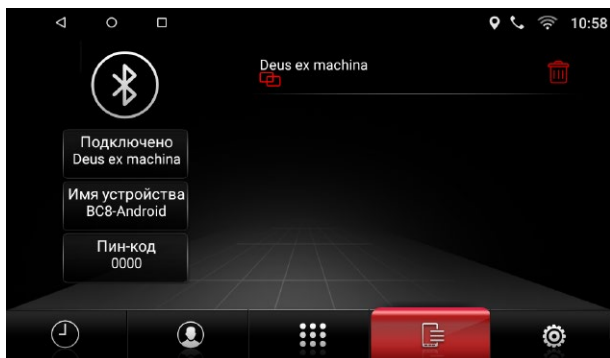 10:58
Deus ex machina
Подключено
Deus ex machina
Имя устройства
BC8-Android
Пин-код
0000